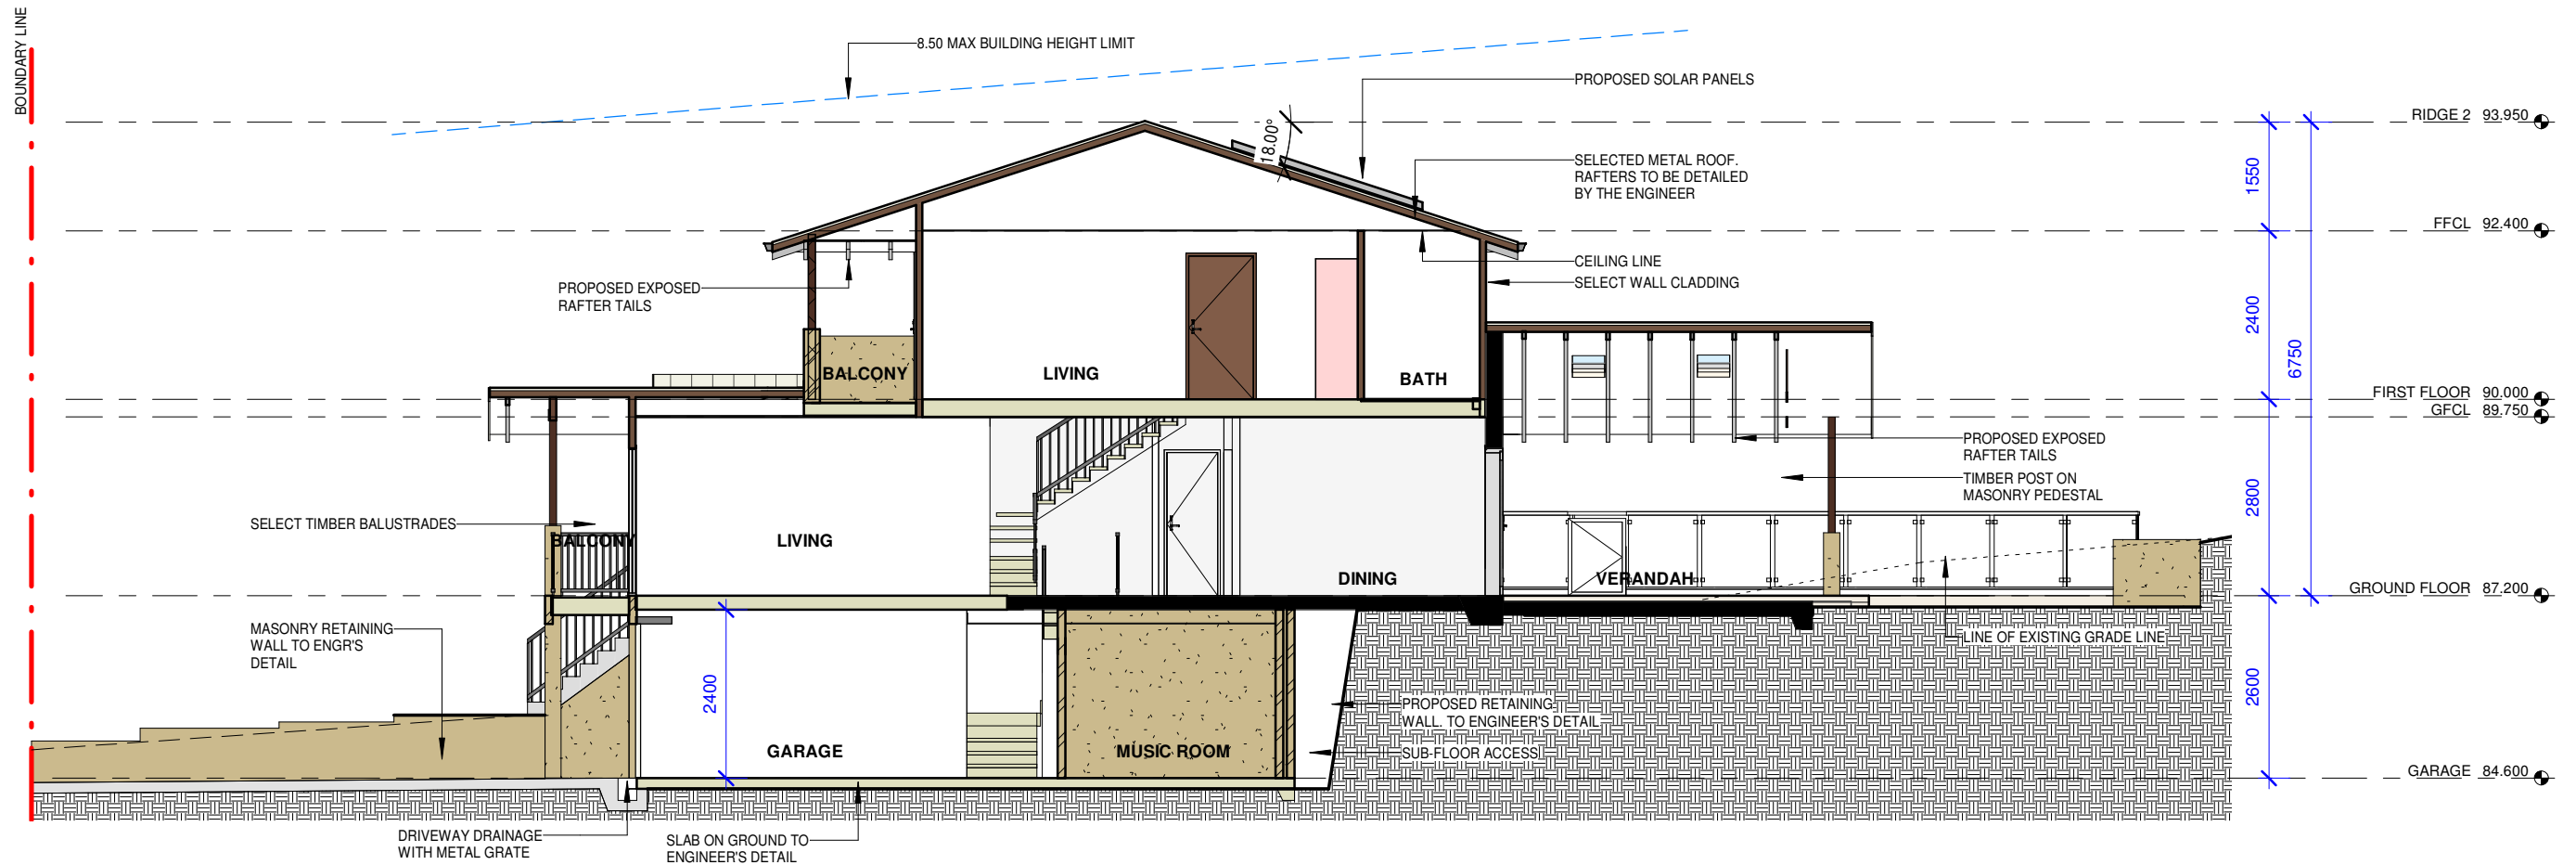 BOUNDARY LINE
8.50 MAX BUILDING HEIGHT LIMIT
PROPOSED SOLAR PANELS
18.00°
SELECTED METAL ROOF.
RAFTERS TO BE DETAILED
BY THE ENGINEER
RIDGE 2 93.950
1550
FFCL 92.400
CEILING LINE
SELECT WALL CLADDING
PROPOSED EXPOSED
RAFTER TAILS
2400
6750
BALCONY
LIVING
BATH
FIRST FLOOR 90.000
GFCL 89.750
PROPOSED EXPOSED
RAFTER TAILS
TIMBER POST ON
MASONRY PEDESTAL
2800
SELECT TIMBER BALUSTRADES
BALCONY
LIVING
DINING
VERANDAH
GROUND FLOOR 87.200
LINE OF EXISTING GRADE LINE
MASONRY RETAINING
WALL TO ENGR'S
DETAIL
2400
2600
PROPOSED RETAINING
WALL. TO ENGINEER'S DETAIL
SUB-FLOOR ACCESS
GARAGE
MUSIC ROOM
GARAGE 84.600
DRIVEWAY DRAINAGE
WITH METAL GRATE
SLAB ON GROUND TO
ENGINEER'S DETAIL